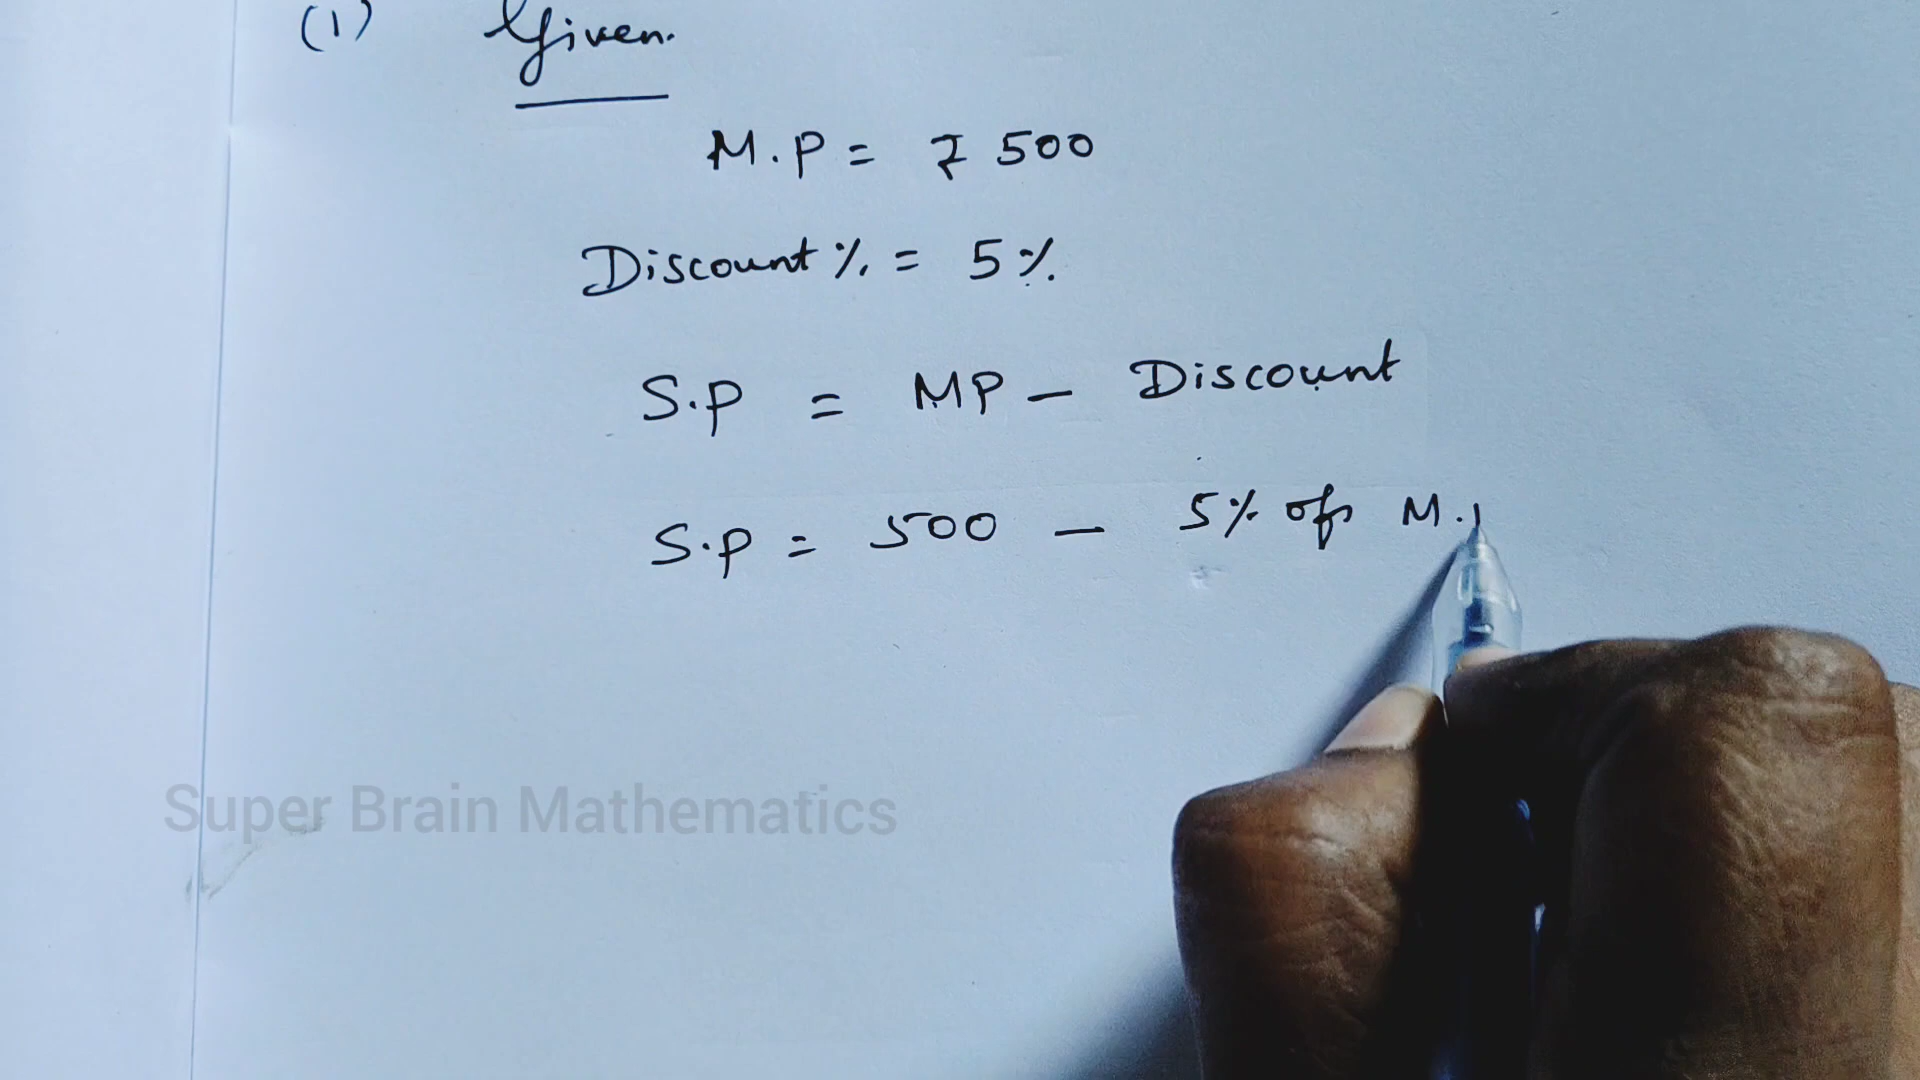 (1) Given.
M.P = ₹ 500
Discount % = 5%
S.P = MP - Discount
S.P = 500 - 5% of M.
Super Brain Mathematics